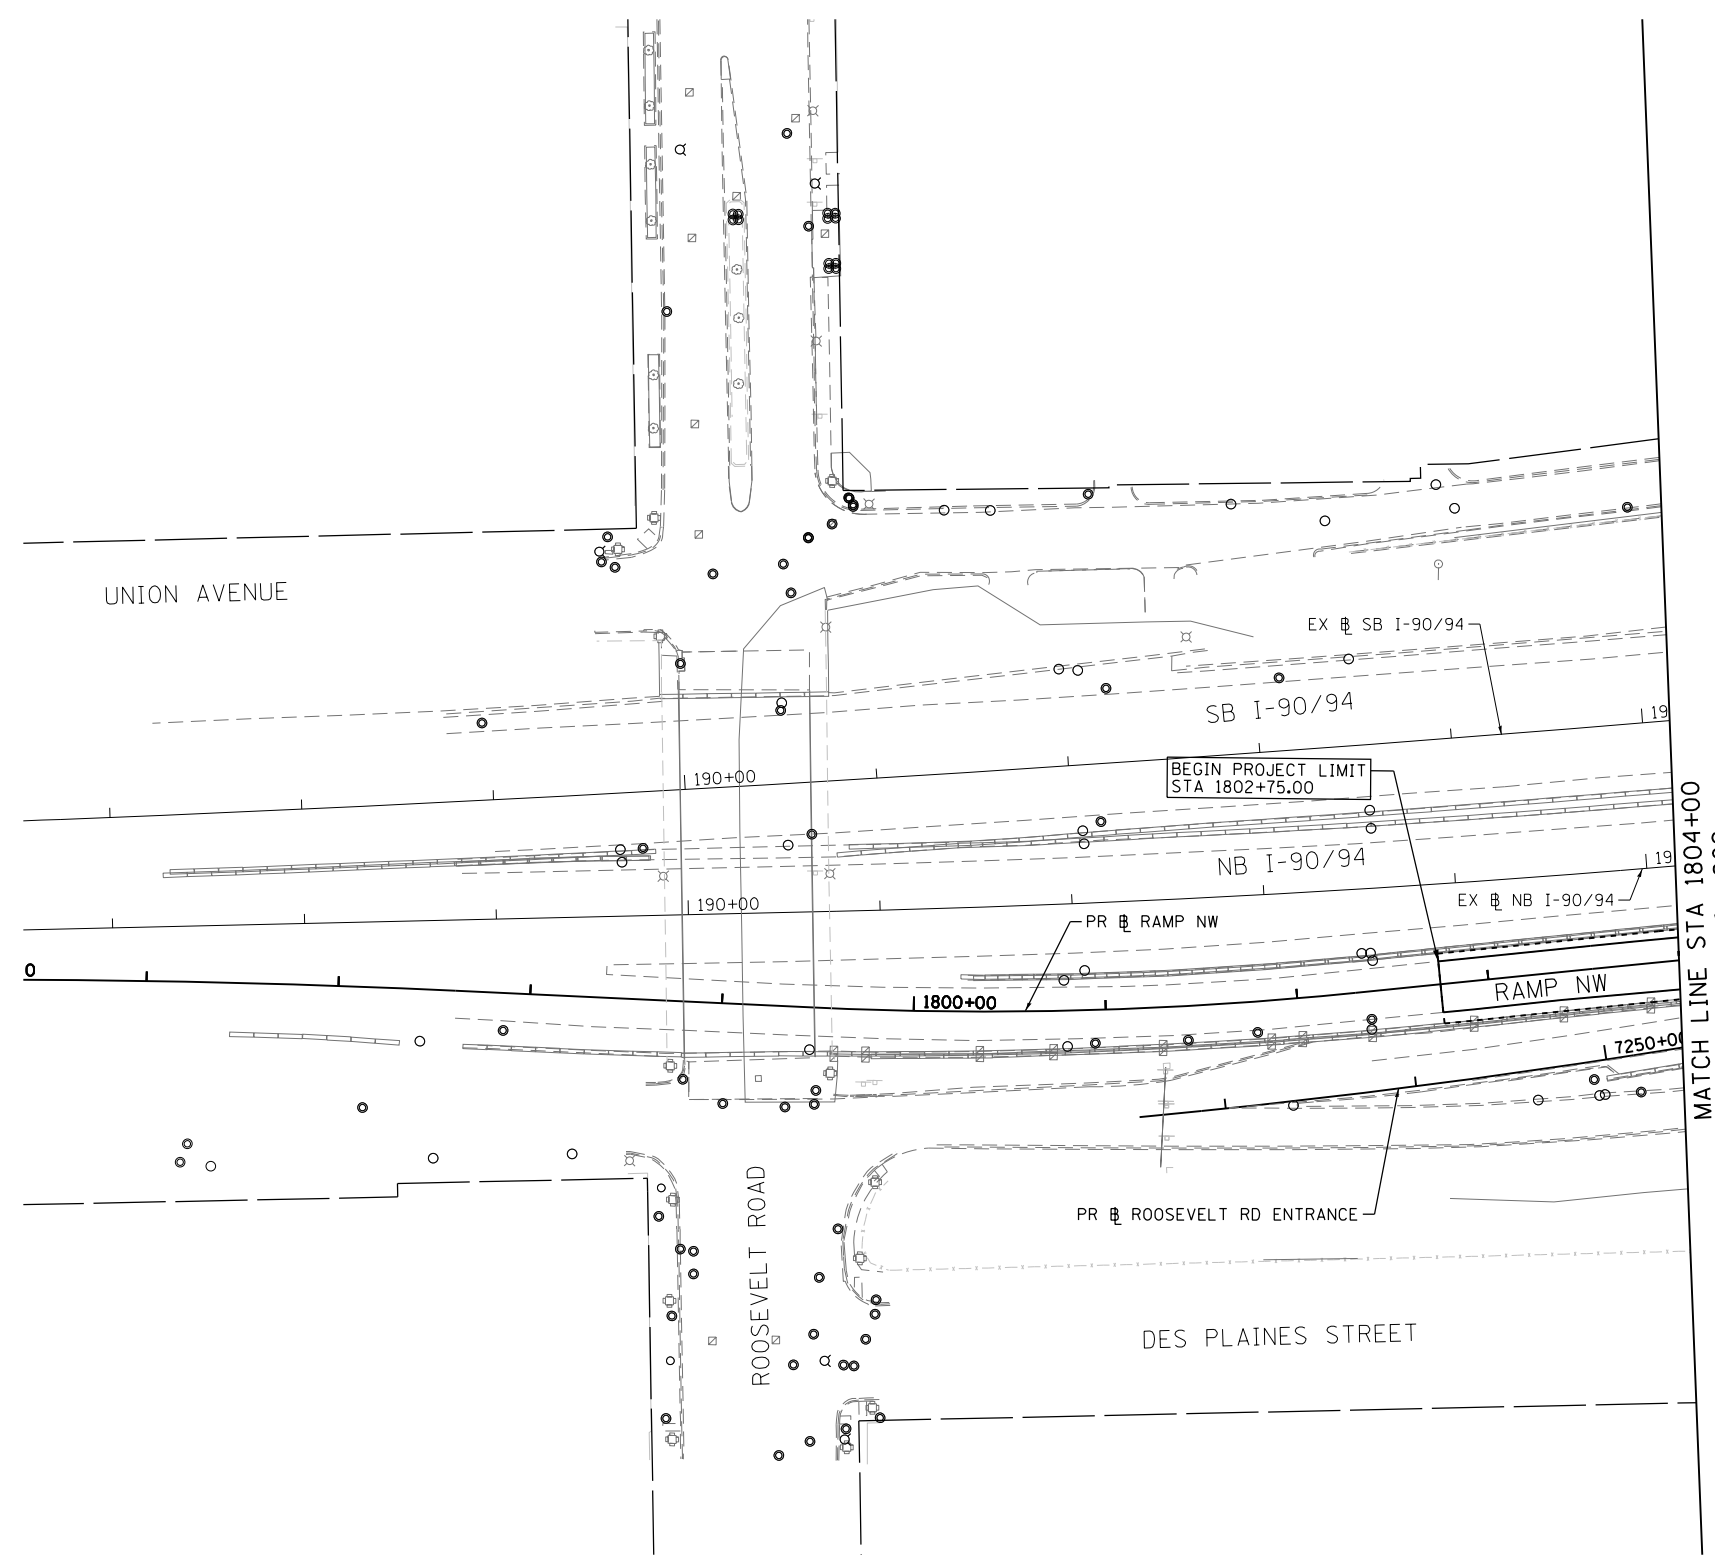 UNION AVENUE
EX ℄ SB I-90/94
SB I-90/94
19
190+00
BEGIN PROJECT LIMIT
STA 1802+75.00
NB I-90/94
19
190+00
EX ℄ NB I-90/94
PR ℄ RAMP NW
0
1800+00
RAMP NW
MATCH LINE STA 1804+00
7250+00
PR ℄ ROOSEVELT RD ENTRANCE
ROOSEVELT ROAD
DES PLAINES STREET